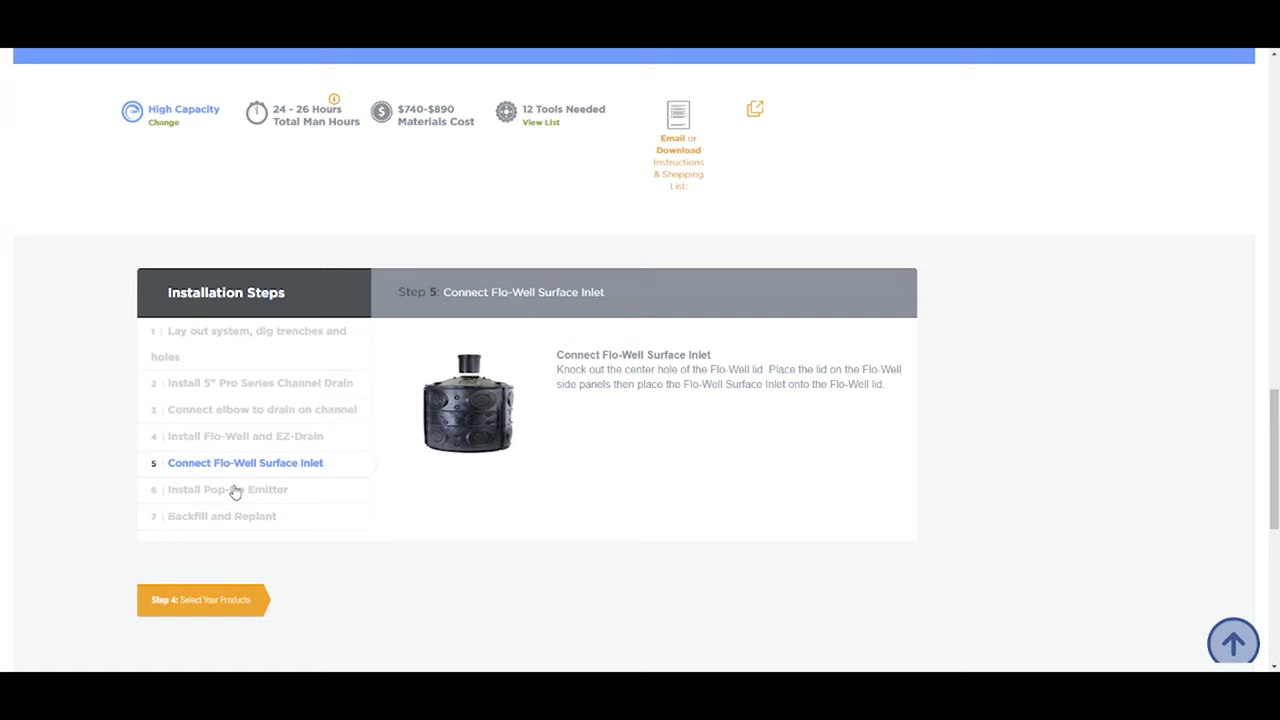 High Capacity
Change
24 - 26 Hours
Total Man Hours
$740-$890
Materials Cost
12 Tools Needed
View List
Email or
Download
Instructions
& Shopping
List:
Installation Steps
Step 5: Connect Flo-Well Surface Inlet
1 | Lay out system, dig trenches and
holes
2 | Install 5" Pro Series Channel Drain
3 | Connect elbow to drain on channel
4 | Install Flo-Well and EZ-Drain
5 | Connect Flo-Well Surface Inlet
6 | Install Pop-Up Emitter
7 | Backfill and Replant
Connect Flo-Well Surface Inlet
Knock out the center hole of the Flo-Well lid. Place the lid on the Flo-Well
side panels then place the Flo-Well Surface Inlet onto the Flo-Well lid.
Step 4: Select Your Products